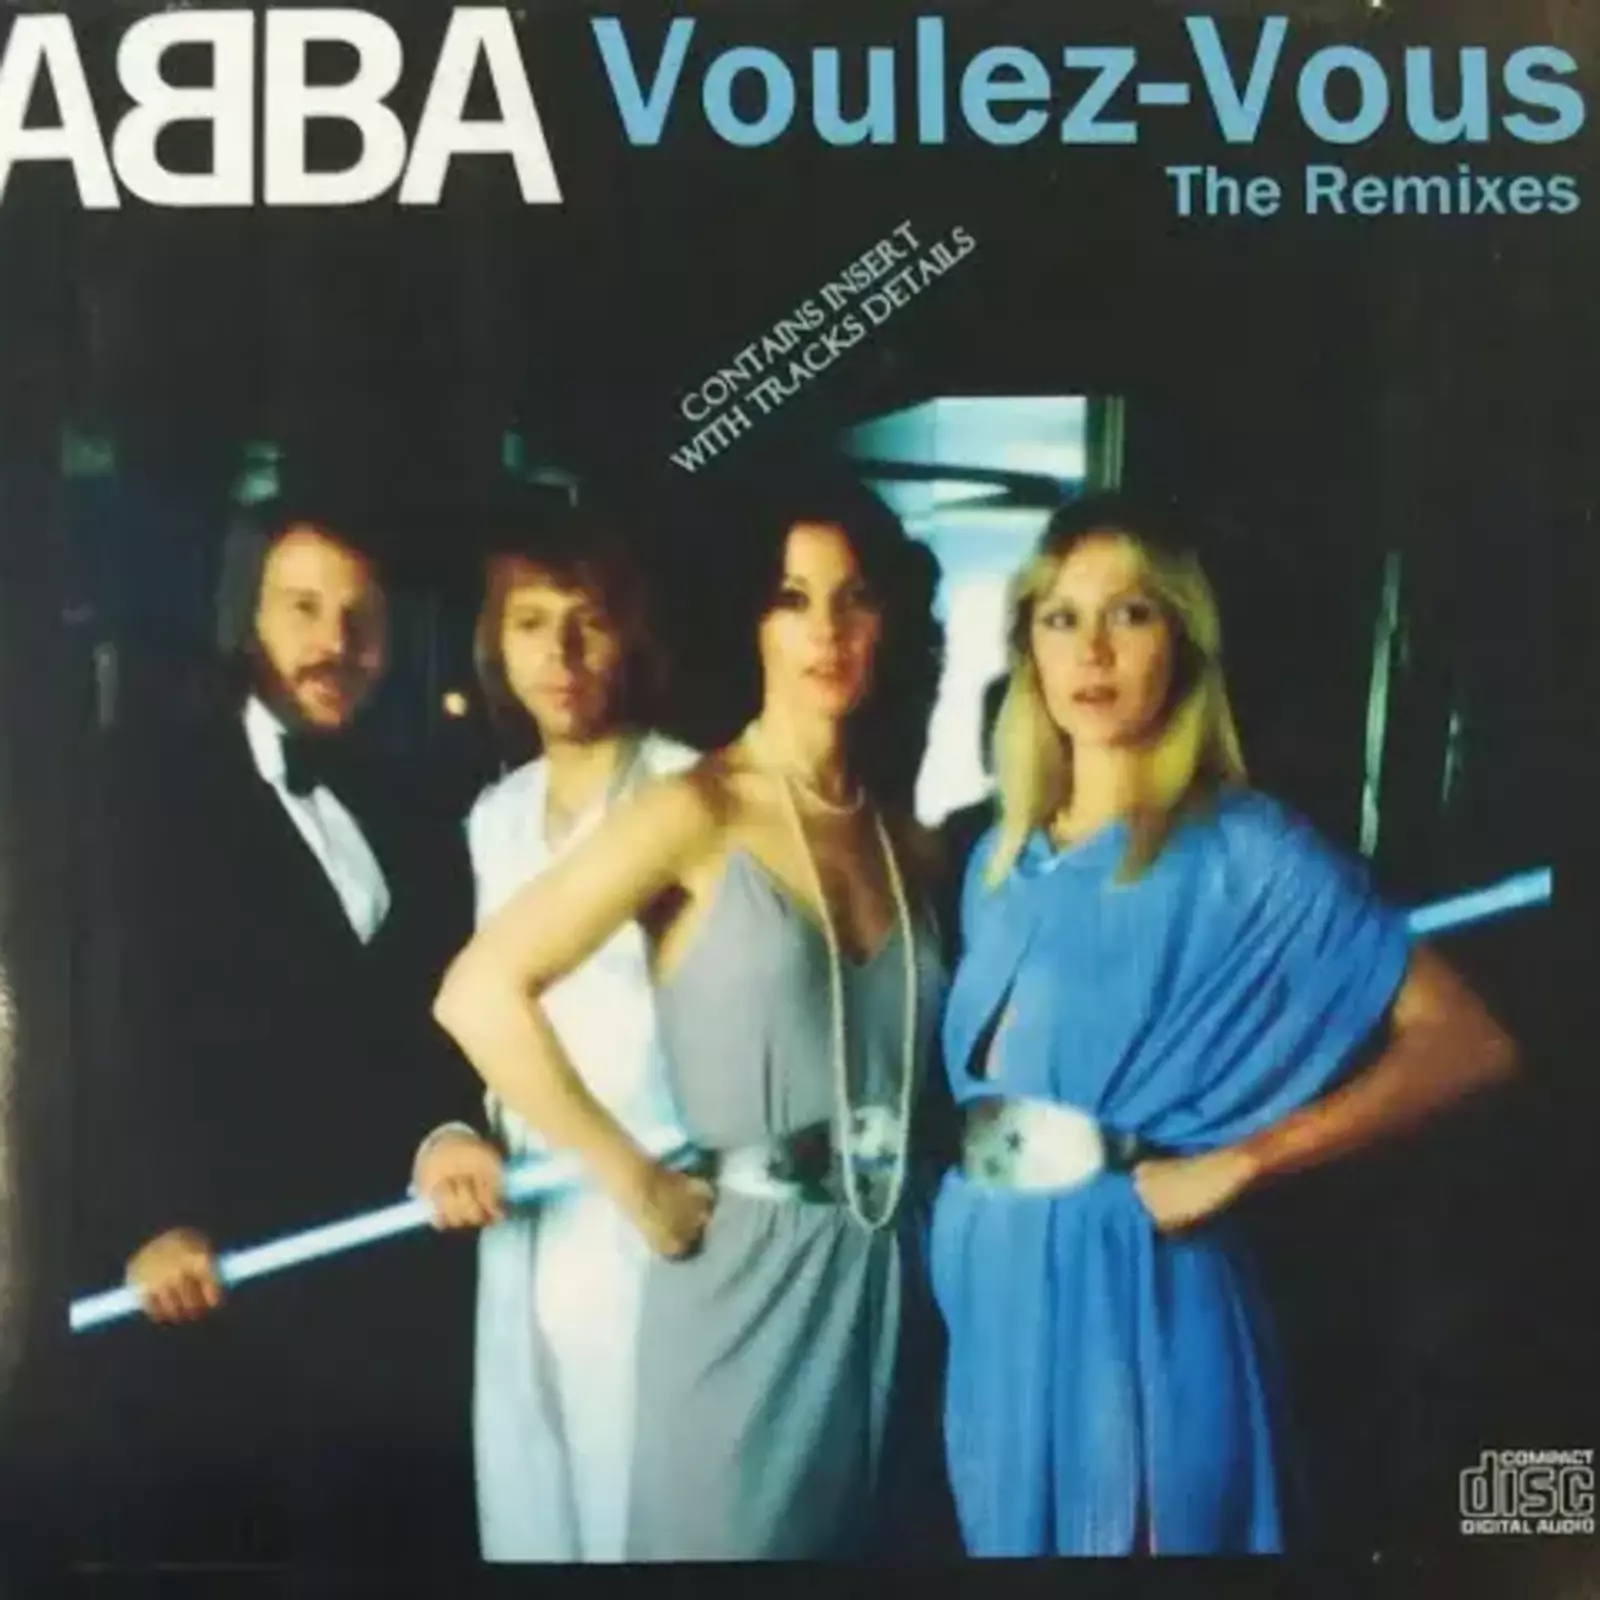 ABBA Voulez-Vous
The Remixes
CONTAINS INSERT
WITH TRACKS DETAILS
COMPACT
disc
DIGITAL AUDIO